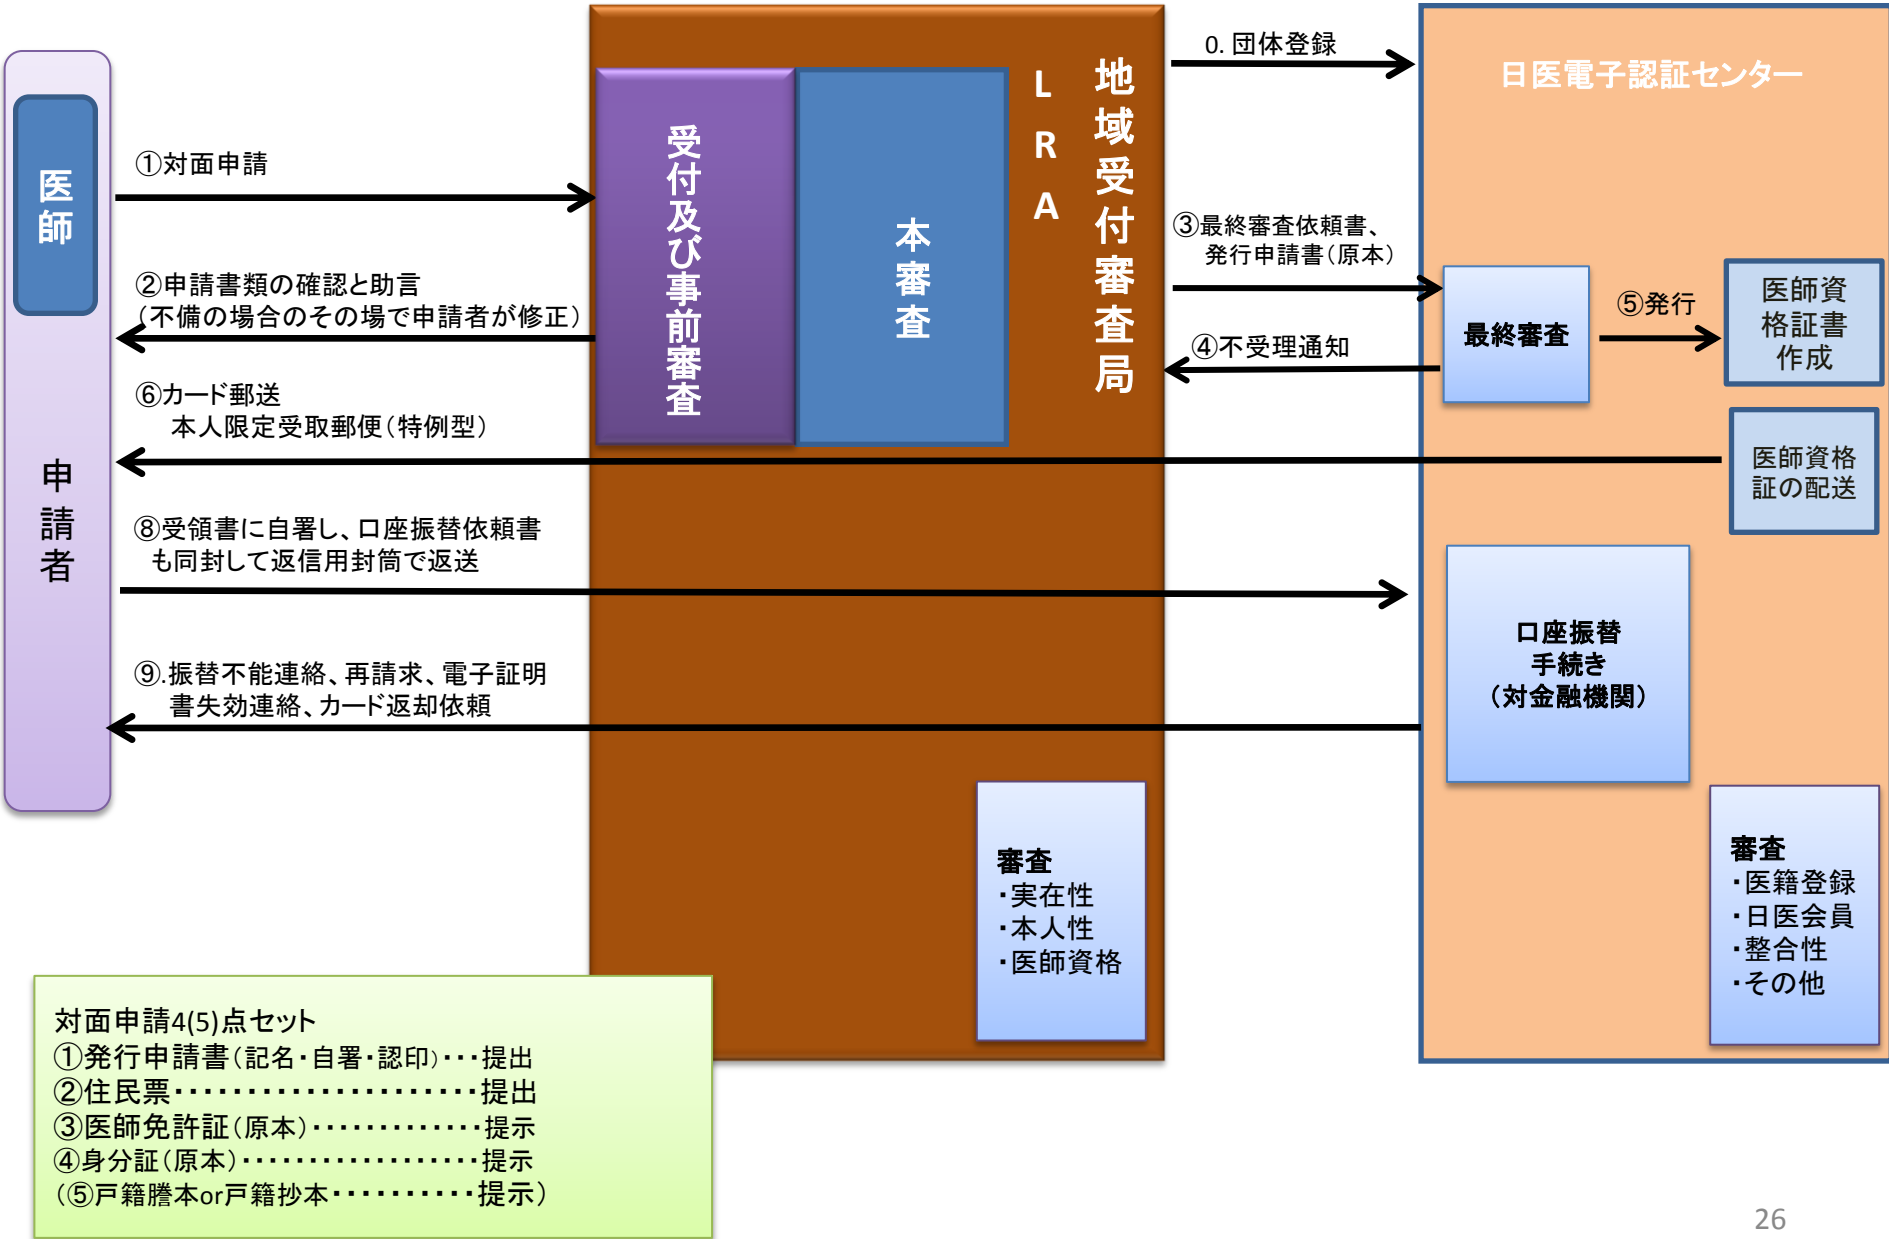 0. 団体登録
日医電子認証センター
地域受付審査局
LRA
受付及び事前審査
本審査
医師
申請者
①対面申請
②申請書類の確認と助言
(不備の場合のその場で申請者が修正)
③最終審査依頼書、
発行申請書(原本)
④不受理通知
最終審査
⑤発行
医師資
格証書
作成
⑥カード郵送
本人限定受取郵便(特例型)
医師資格
証の配送
⑧受領書に自署し、口座振替依頼書
も同封して返信用封筒で返送
口座振替
手続き
(対金融機関)
⑨.振替不能連絡、再請求、電子証明
書失効連絡、カード返却依頼
審査
・実在性
・本人性
・医師資格
審査
・医籍登録
・日医会員
・整合性
・その他
対面申請4(5)点セット
①発行申請書(記名・自署・認印)・・・提出
②住民票・・・・・・・・・・・・・・・・・・・・・提出
③医師免許証(原本)・・・・・・・・・・・・・提示
④身分証(原本)・・・・・・・・・・・・・・・・・・提示
(⑤戸籍謄本or戸籍抄本・・・・・・・・・・提示)
26